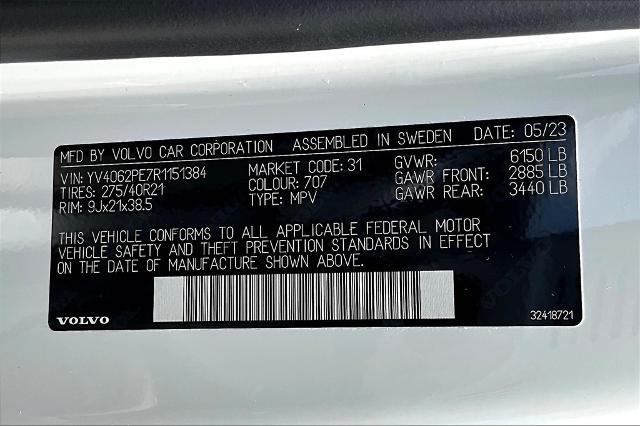 MFD BY VOLVO CAR CORPORATION ASSEMBLED IN SWEDEN DATE: 05/23
VIN: YV4062PE7R1151384 MARKET CODE: 31 GVWR: 6150 LB
TIRES: 275/40R21 COLOUR: 707 GAWR FRONT: 2885 LB
RIM: 9Jx21x38.5 TYPE: MPV GAWR REAR: 3440 LB
THIS VEHICLE CONFORMS TO ALL APPLICABLE FEDERAL MOTOR
VEHICLE SAFETY AND THEFT PREVENTION STANDARDS IN EFFECT
ON THE DATE OF MANUFACTURE SHOWN ABOVE.
VOLVO 32418721